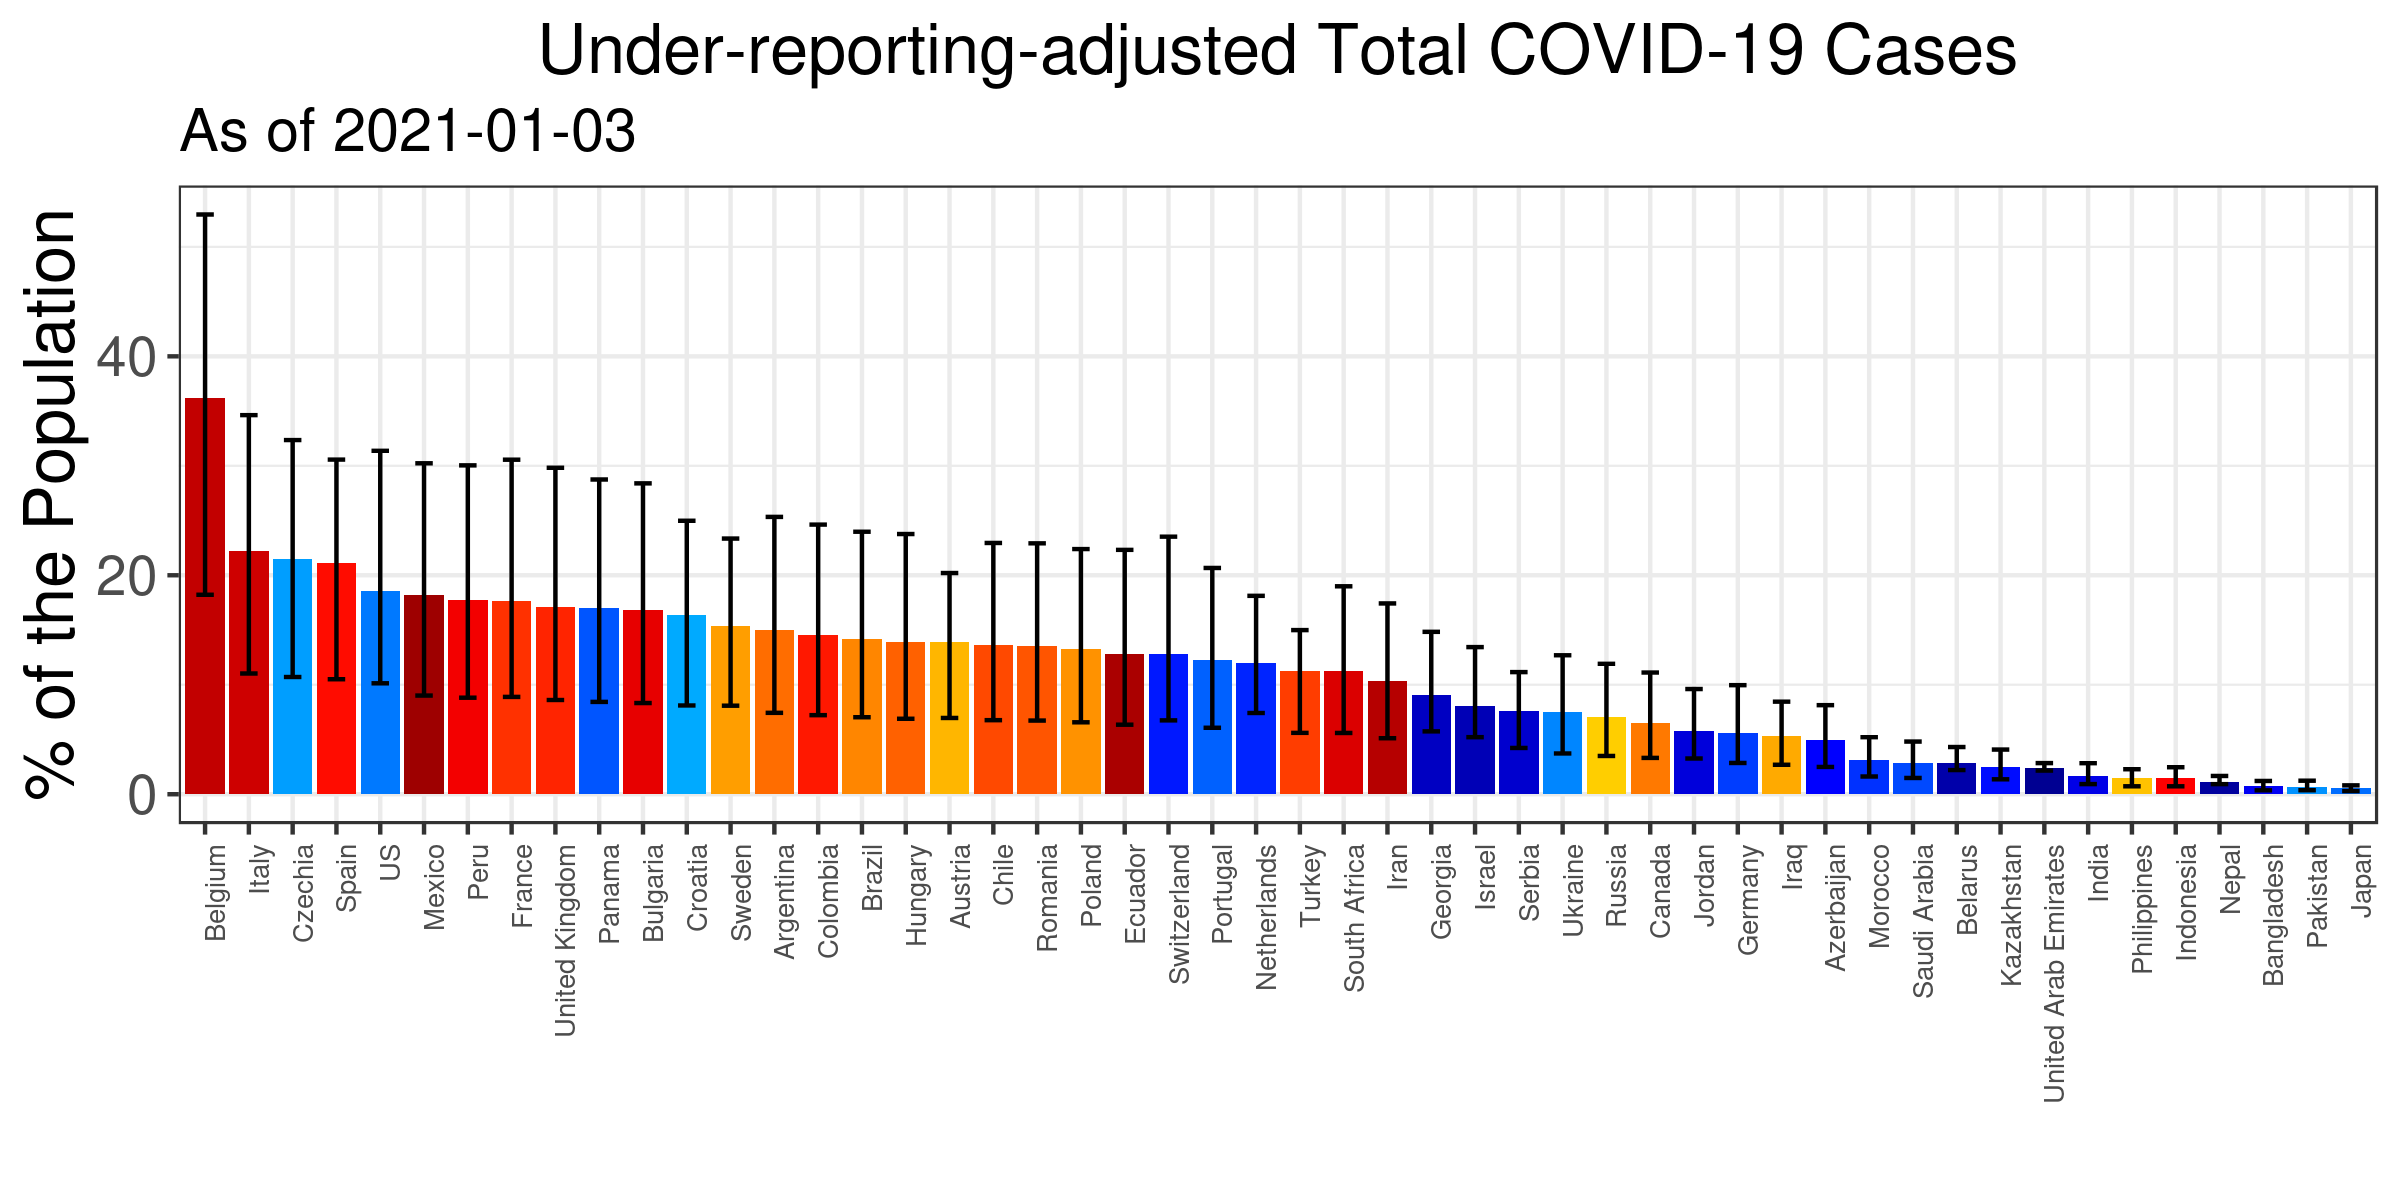 Under-reporting-adjusted Total COVID-19 Cases
As of 2021-01-03
% of the Population
40
20
0
Belgium
Italy
Czechia
Spain
US
Mexico
Peru
France
United Kingdom
Panama
Bulgaria
Croatia
Sweden
Argentina
Colombia
Brazil
Hungary
Austria
Chile
Romania
Poland
Ecuador
Switzerland
Portugal
Netherlands
Turkey
South Africa
Iran
Georgia
Israel
Serbia
Ukraine
Russia
Canada
Jordan
Germany
Iraq
Azerbaijan
Morocco
Saudi Arabia
Belarus
Kazakhstan
United Arab Emirates
India
Philippines
Indonesia
Nepal
Bangladesh
Pakistan
Japan